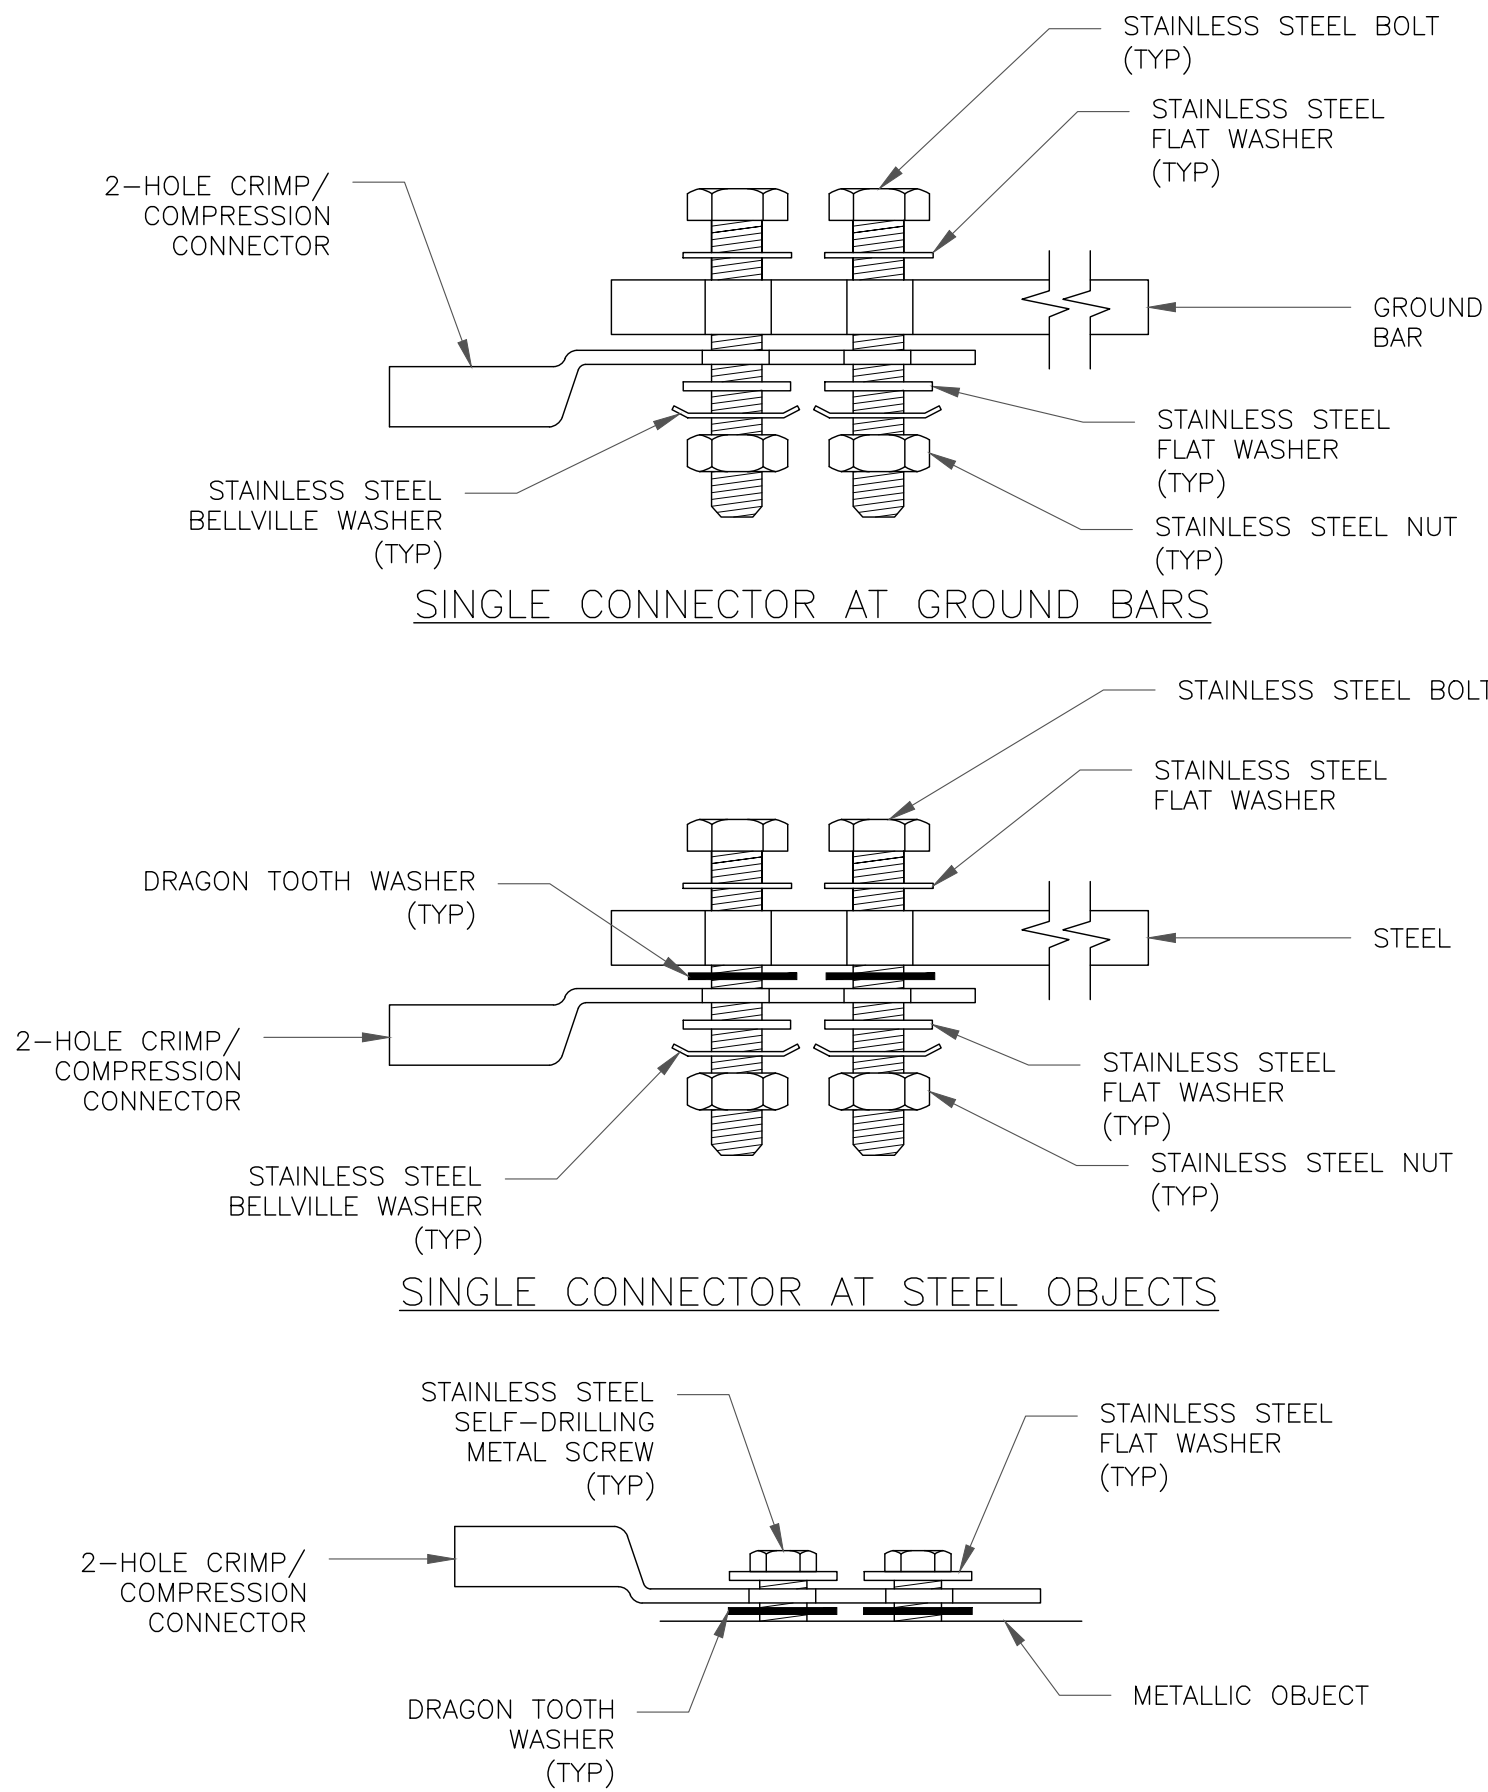 STAINLESS STEEL BOLT
(TYP)
STAINLESS STEEL
FLAT WASHER
(TYP)
2-HOLE CRIMP/
COMPRESSION
CONNECTOR
GROUND
BAR
STAINLESS STEEL
FLAT WASHER
(TYP)
STAINLESS STEEL
BELLVILLE WASHER
(TYP)
STAINLESS STEEL NUT
(TYP)
SINGLE CONNECTOR AT GROUND BARS
STAINLESS STEEL BOLT
STAINLESS STEEL
FLAT WASHER
DRAGON TOOTH WASHER
(TYP)
STEEL
2-HOLE CRIMP/
COMPRESSION
CONNECTOR
STAINLESS STEEL
FLAT WASHER
(TYP)
STAINLESS STEEL NUT
(TYP)
STAINLESS STEEL
BELLVILLE WASHER
(TYP)
SINGLE CONNECTOR AT STEEL OBJECTS
STAINLESS STEEL
SELF-DRILLING
METAL SCREW
(TYP)
STAINLESS STEEL
FLAT WASHER
(TYP)
2-HOLE CRIMP/
COMPRESSION
CONNECTOR
METALLIC OBJECT
DRAGON TOOTH
WASHER
(TYP)